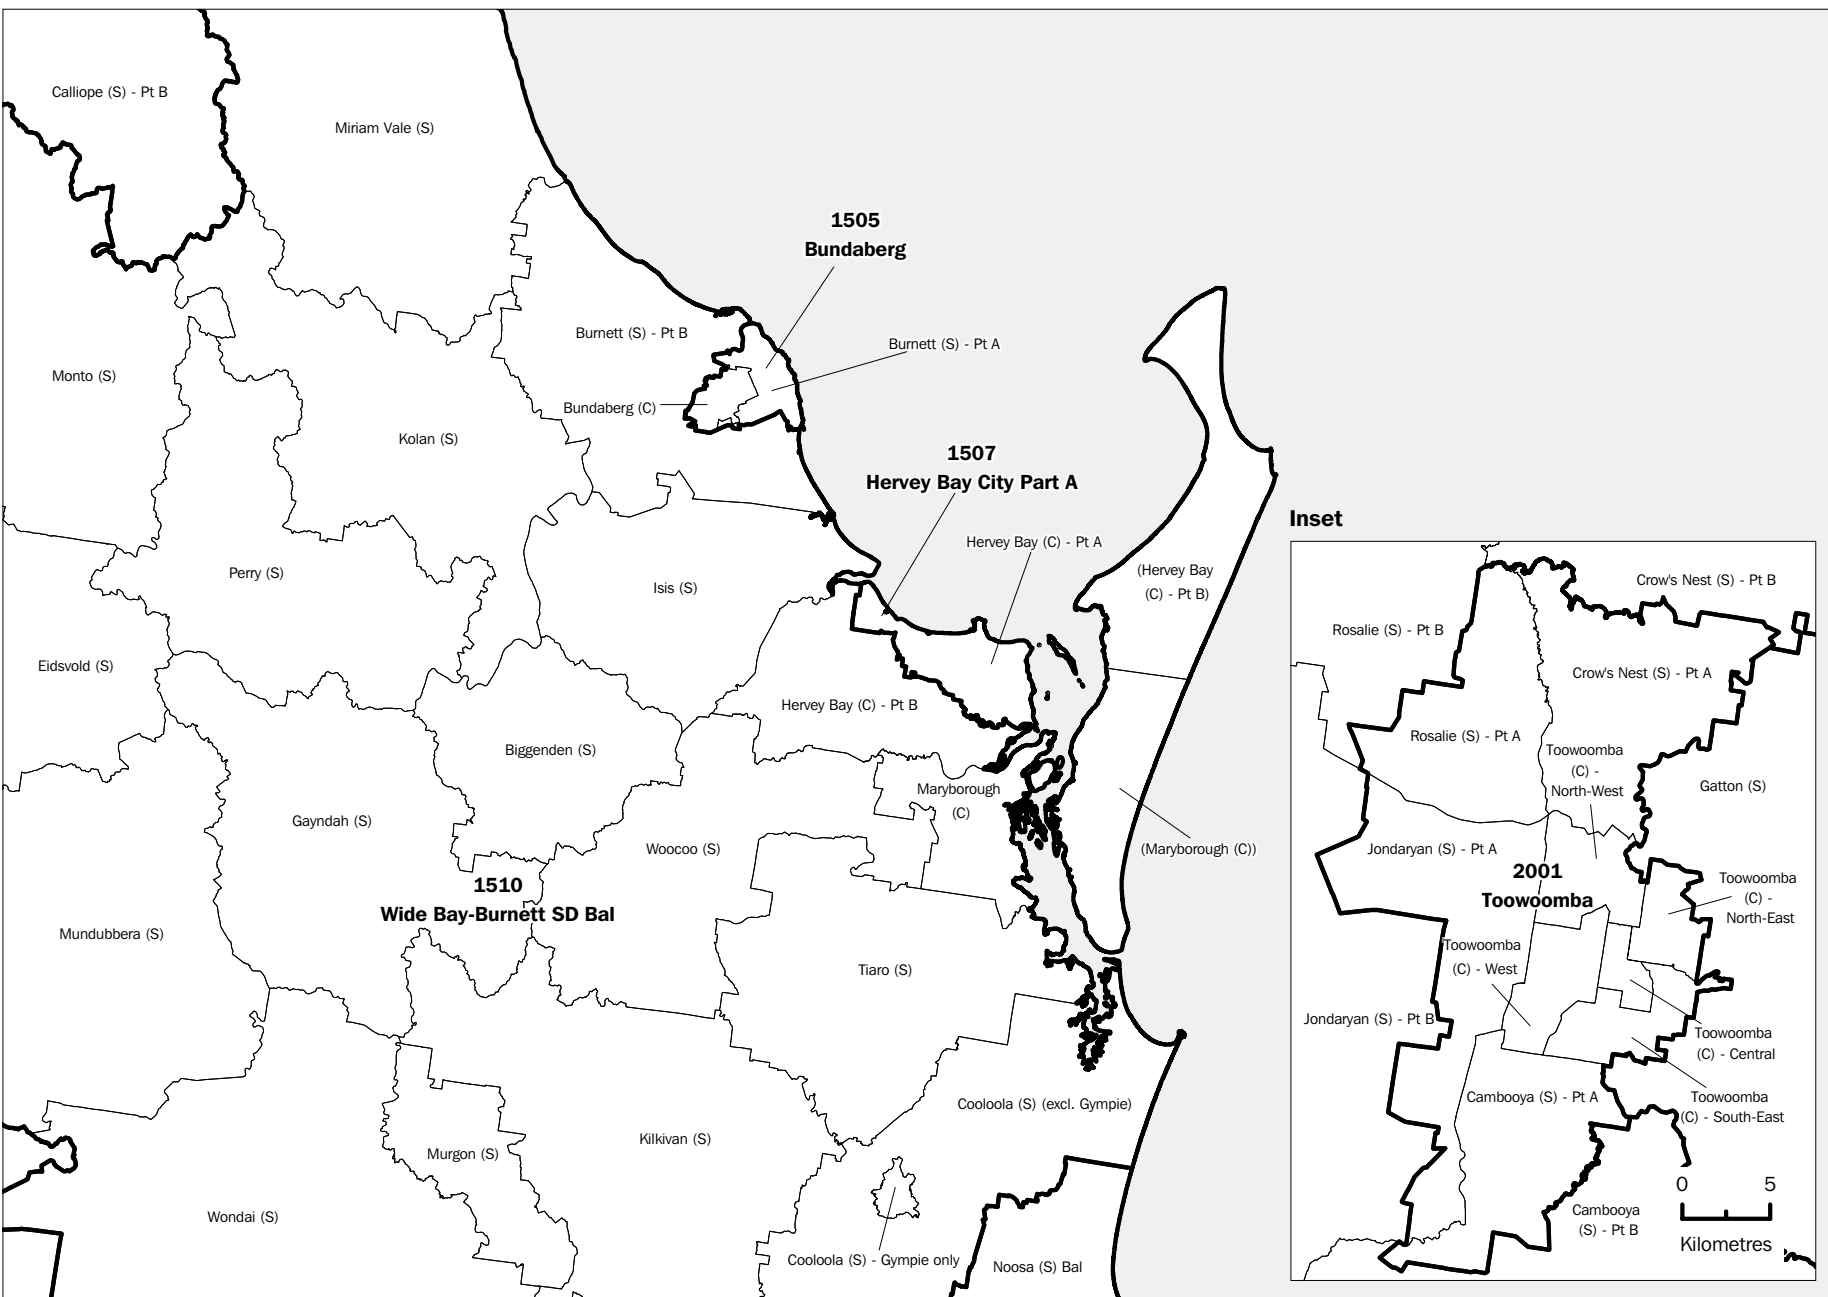 Calliope (S) - Pt B
Miriam Vale (S)
1505
Bundaberg
Burnett (S) - Pt B
Burnett (S) - Pt A
Monto (S)
Bundaberg (C)
Kolan (S)
1507
Hervey Bay City Part A
Hervey Bay (C) - Pt A
(Hervey Bay
(C) - Pt B)
Perry (S)
Isis (S)
Eidsvold (S)
Hervey Bay (C) - Pt B
Biggenden (S)
Maryborough
(C)
Gayndah (S)
Woocoo (S)
(Maryborough (C))
1510
Wide Bay-Burnett SD Bal
Mundubbera (S)
Tiaro (S)
Cooloola (S) (excl. Gympie)
Kilkivan (S)
Murgon (S)
Wondai (S)
Cooloola (S) - Gympie only
Noosa (S) Bal
Inset
Crow's Nest (S) - Pt B
Rosalie (S) - Pt B
Crow's Nest (S) - Pt A
Rosalie (S) - Pt A
Toowoomba
(C) -
North-West
Gatton (S)
Jondaryan (S) - Pt A
2001
Toowoomba
Toowoomba
(C) -
North-East
Toowoomba
(C) - West
Jondaryan (S) - Pt B
Toowoomba
(C) - Central
Cambooya (S) - Pt A
Toowoomba
(C) - South-East
Cambooya
(S) - Pt B
0 5
Kilometres